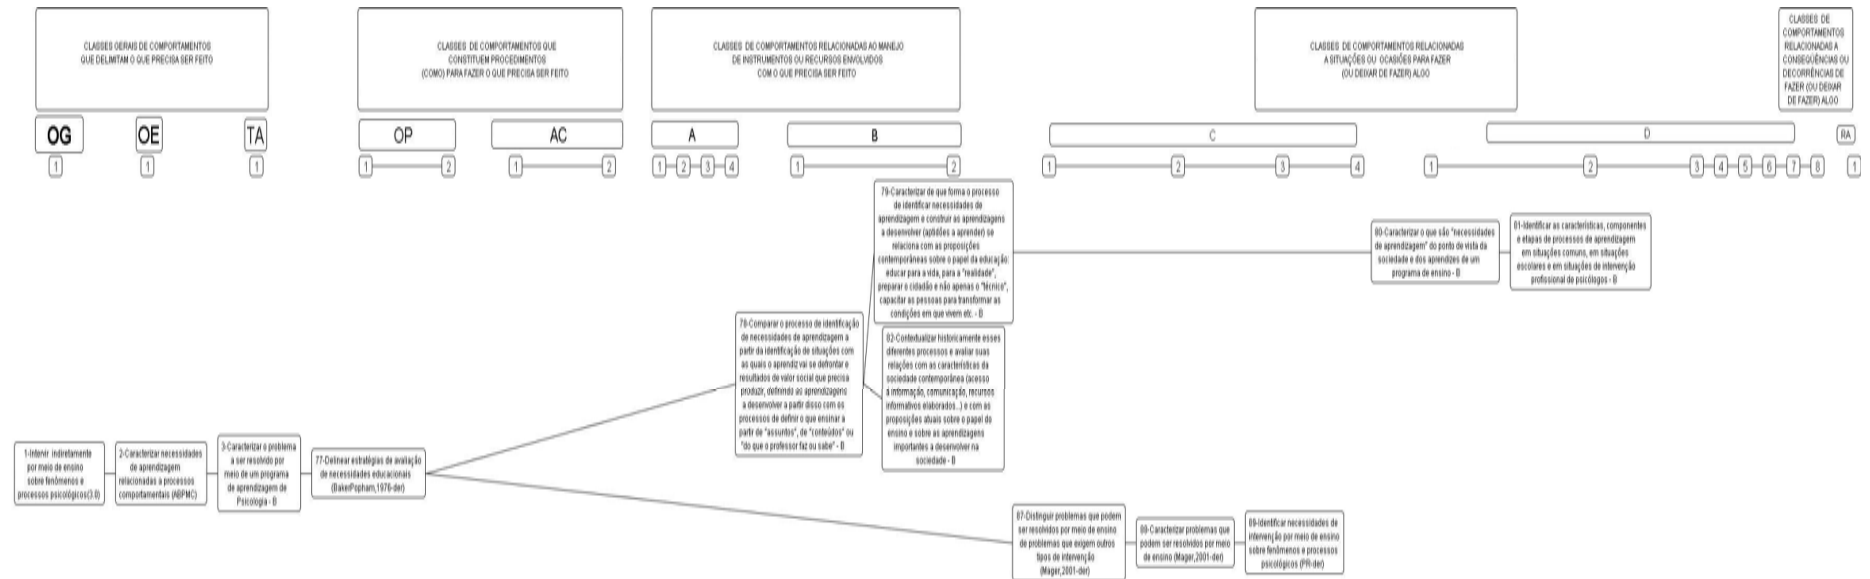 CLASSES GERAIS DE COMPORTAMENTOS
QUE DELIMITAM O QUE PRECISA SER FEITO
CLASSES DE COMPORTAMENTOS QUE
CONSTITUEM PROCEDIMENTOS
(COMO) PARA FAZER O QUE PRECISA SER FEITO
CLASSES DE COMPORTAMENTOS RELACIONADAS AO MANEJO
DE INSTRUMENTOS OU RECURSOS ENVOLVIDOS
COM O QUE PRECISA SER FEITO
CLASSES DE COMPORTAMENTOS RELACIONADAS
A SITUAÇÕES OU OCASIÕES PARA FAZER
(OU DEIXAR DE FAZER) ALGO
CLASSES DE
COMPORTAMENTOS
RELACIONADAS A
CONSEQÜÊNCIAS OU
DECORRÊNCIAS DE
FAZER (OU DEIXAR
DE FAZER) ALGO
OG OE TA OP AC A B C D RA
1 1 1 1 2 1 2 1 2 3 4 1 2 1 2 3 4 1 2 3 4 5 6 7 8 1
79-Caracterizar de que forma o processo
de identificar necessidades de
aprendizagem e construir as aprendizagens
a desenvolver (aptidões a aprender) se
relaciona com as proposições
contemporâneas sobre o papel da educação:
educar para a vida, para a "realidade",
preparar o cidadão e não apenas o "técnico",
capacitar as pessoas para transformar as
condições em que vivem etc. - B
80-Caracterizar o que são "necessidades
de aprendizagem" do ponto de vista da
sociedade e dos aprendizes de um
programa de ensino - B
81-Identificar as características, componentes
e etapas de processos de aprendizagem
em situações comuns, em situações
escolares e em situações de intervenção
profissional de psicólogos - B
78-Comparar o processo de identificação
de necessidades de aprendizagem a
partir da identificação de situações com
as quais o aprendiz vai se defrontar e
resultados de valor social que precisa
produzir, definindo as aprendizagens
a desenvolver a partir disso com os
processos de definir o que ensinar a
partir de "assuntos", de "conteúdos" ou
"do que o professor faz ou sabe" - B
82-Contextualizar historicamente esses
diferentes processos e avaliar suas
relações com as características da
sociedade contemporânea (acesso
à informação, comunicação, recursos
informativos elaborados...) e com as
proposições atuais sobre o papel do
ensino e sobre as aprendizagens
importantes a desenvolver na
sociedade - B
1-Intervir indiretamente
por meio de ensino
sobre fenômenos e
processos psicológicos(3.0)
2-Caracterizar necessidades
de aprendizagem
relacionadas a processos
comportamentais (ABPMC)
3-Caracterizar o problema
a ser resolvido por
meio de um programa
de aprendizagem de
Psicologia - B
77-Delinear estratégias de avaliação
de necessidades educacionais
(BakerPopham,1976-der)
87-Distinguir problemas que podem
ser resolvidos por meio de ensino
de problemas que exigem outros
tipos de intervenção
(Mager,2001-der)
88-Caracterizar problemas que
podem ser resolvidos por meio
de ensino (Mager,2001-der)
89-Identificar necessidades de
intervenção por meio de ensino
sobre fenômenos e processos
psicológicos (PR-der)